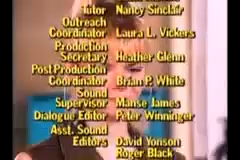 Tutor Nancy Sinclair
Outreach
Coordinator Laura L. Vickers
Production
Secretary Heather Glenn
Post Production
Coordinator Brian P. White
Sound
Supervisor Manse James
Dialogue Editor Peter Winninger
Asst. Sound
Editors David Yonson
Roger Black